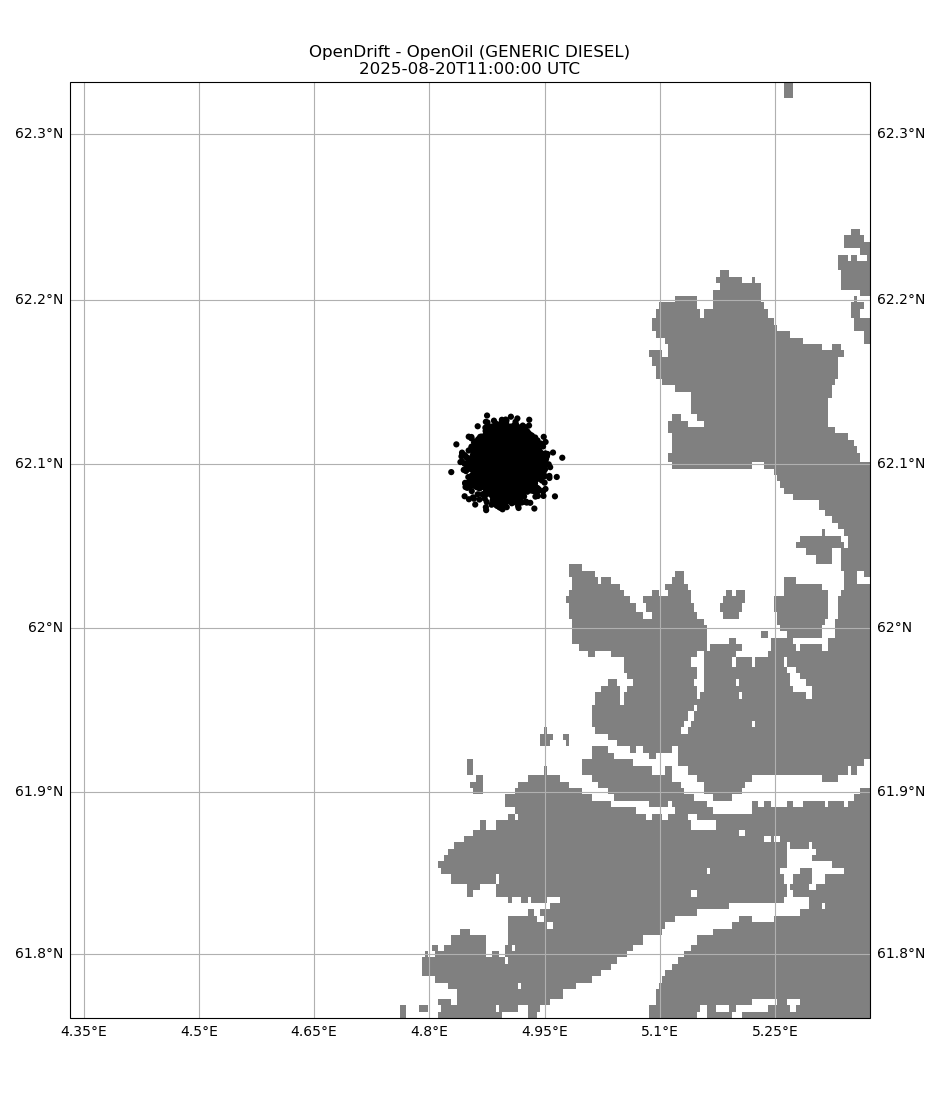 OpenDrift - OpenOil (GENERIC DIESEL)
2025-08-20T11:00:00 UTC
62.3°N 62.3°N
62.2°N 62.2°N
62.1°N 62.1°N
62°N 62°N
61.9°N 61.9°N
61.8°N 61.8°N
4.35°E 4.5°E 4.65°E 4.8°E 4.95°E 5.1°E 5.25°E